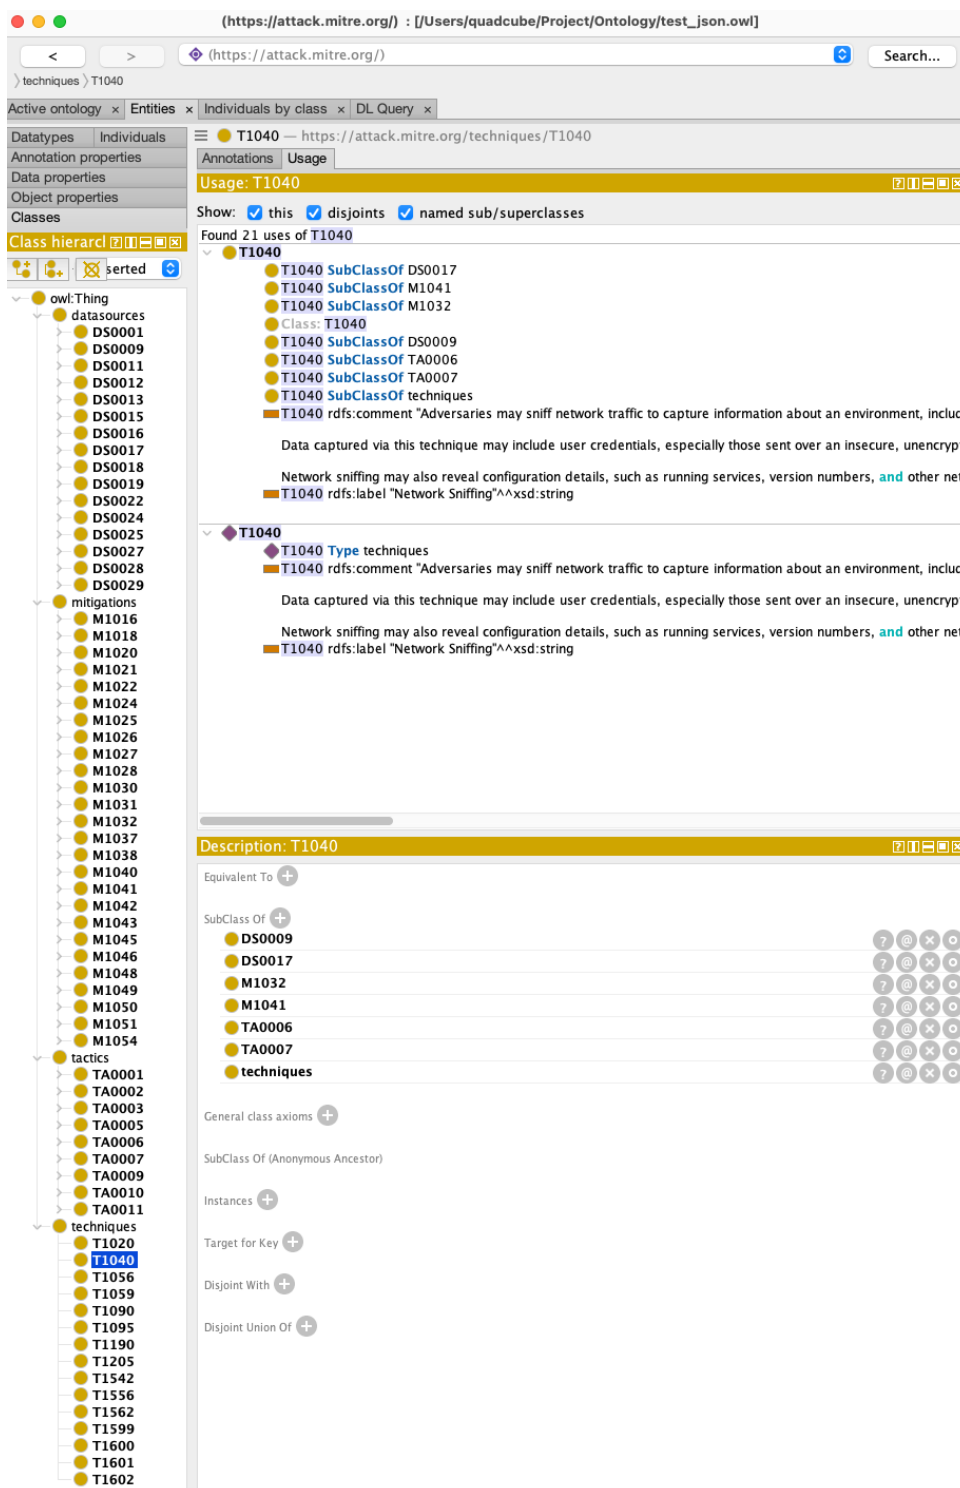 (https://attack.mitre.org/) : [/Users/quadcube/Project/Ontology/test_json.owl]
< > (https://attack.mitre.org/) Search...
techniques T1040
Active ontology × Entities × Individuals by class × DL Query ×
Datatypes Individuals
Annotation properties
Data properties
Object properties
Classes
Class hierarcl
serted
owl:Thing
datasources
DS0001
DS0009
DS0011
DS0012
DS0013
DS0015
DS0016
DS0017
DS0018
DS0019
DS0022
DS0024
DS0025
DS0027
DS0028
DS0029
mitigations
M1016
M1018
M1020
M1021
M1022
M1024
M1025
M1026
M1027
M1028
M1030
M1031
M1032
M1037
M1038
M1040
M1041
M1042
M1043
M1045
M1046
M1048
M1049
M1050
M1051
M1054
tactics
TA0001
TA0002
TA0003
TA0005
TA0006
TA0007
TA0009
TA0010
TA0011
techniques
T1020
T1040
T1056
T1059
T1090
T1095
T1190
T1205
T1542
T1556
T1562
T1599
T1600
T1601
T1602
T1040 — https://attack.mitre.org/techniques/T1040
Annotations Usage
Usage: T1040
Show: this disjoints named sub/superclasses
Found 21 uses of T1040
T1040
T1040 SubClassOf DS0017
T1040 SubClassOf M1041
T1040 SubClassOf M1032
Class: T1040
T1040 SubClassOf DS0009
T1040 SubClassOf TA0006
T1040 SubClassOf TA0007
T1040 SubClassOf techniques
T1040 rdfs:comment "Adversaries may sniff network traffic to capture information about an environment, includ
Data captured via this technique may include user credentials, especially those sent over an insecure, unencryp
Network sniffing may also reveal configuration details, such as running services, version numbers, and other net
T1040 rdfs:label "Network Sniffing"^^xsd:string
T1040
T1040 Type techniques
T1040 rdfs:comment "Adversaries may sniff network traffic to capture information about an environment, includ
Data captured via this technique may include user credentials, especially those sent over an insecure, unencryp
Network sniffing may also reveal configuration details, such as running services, version numbers, and other net
T1040 rdfs:label "Network Sniffing"^^xsd:string
Description: T1040
Equivalent To
SubClass Of
DS0009
DS0017
M1032
M1041
TA0006
TA0007
techniques
General class axioms
SubClass Of (Anonymous Ancestor)
Instances
Target for Key
Disjoint With
Disjoint Union Of